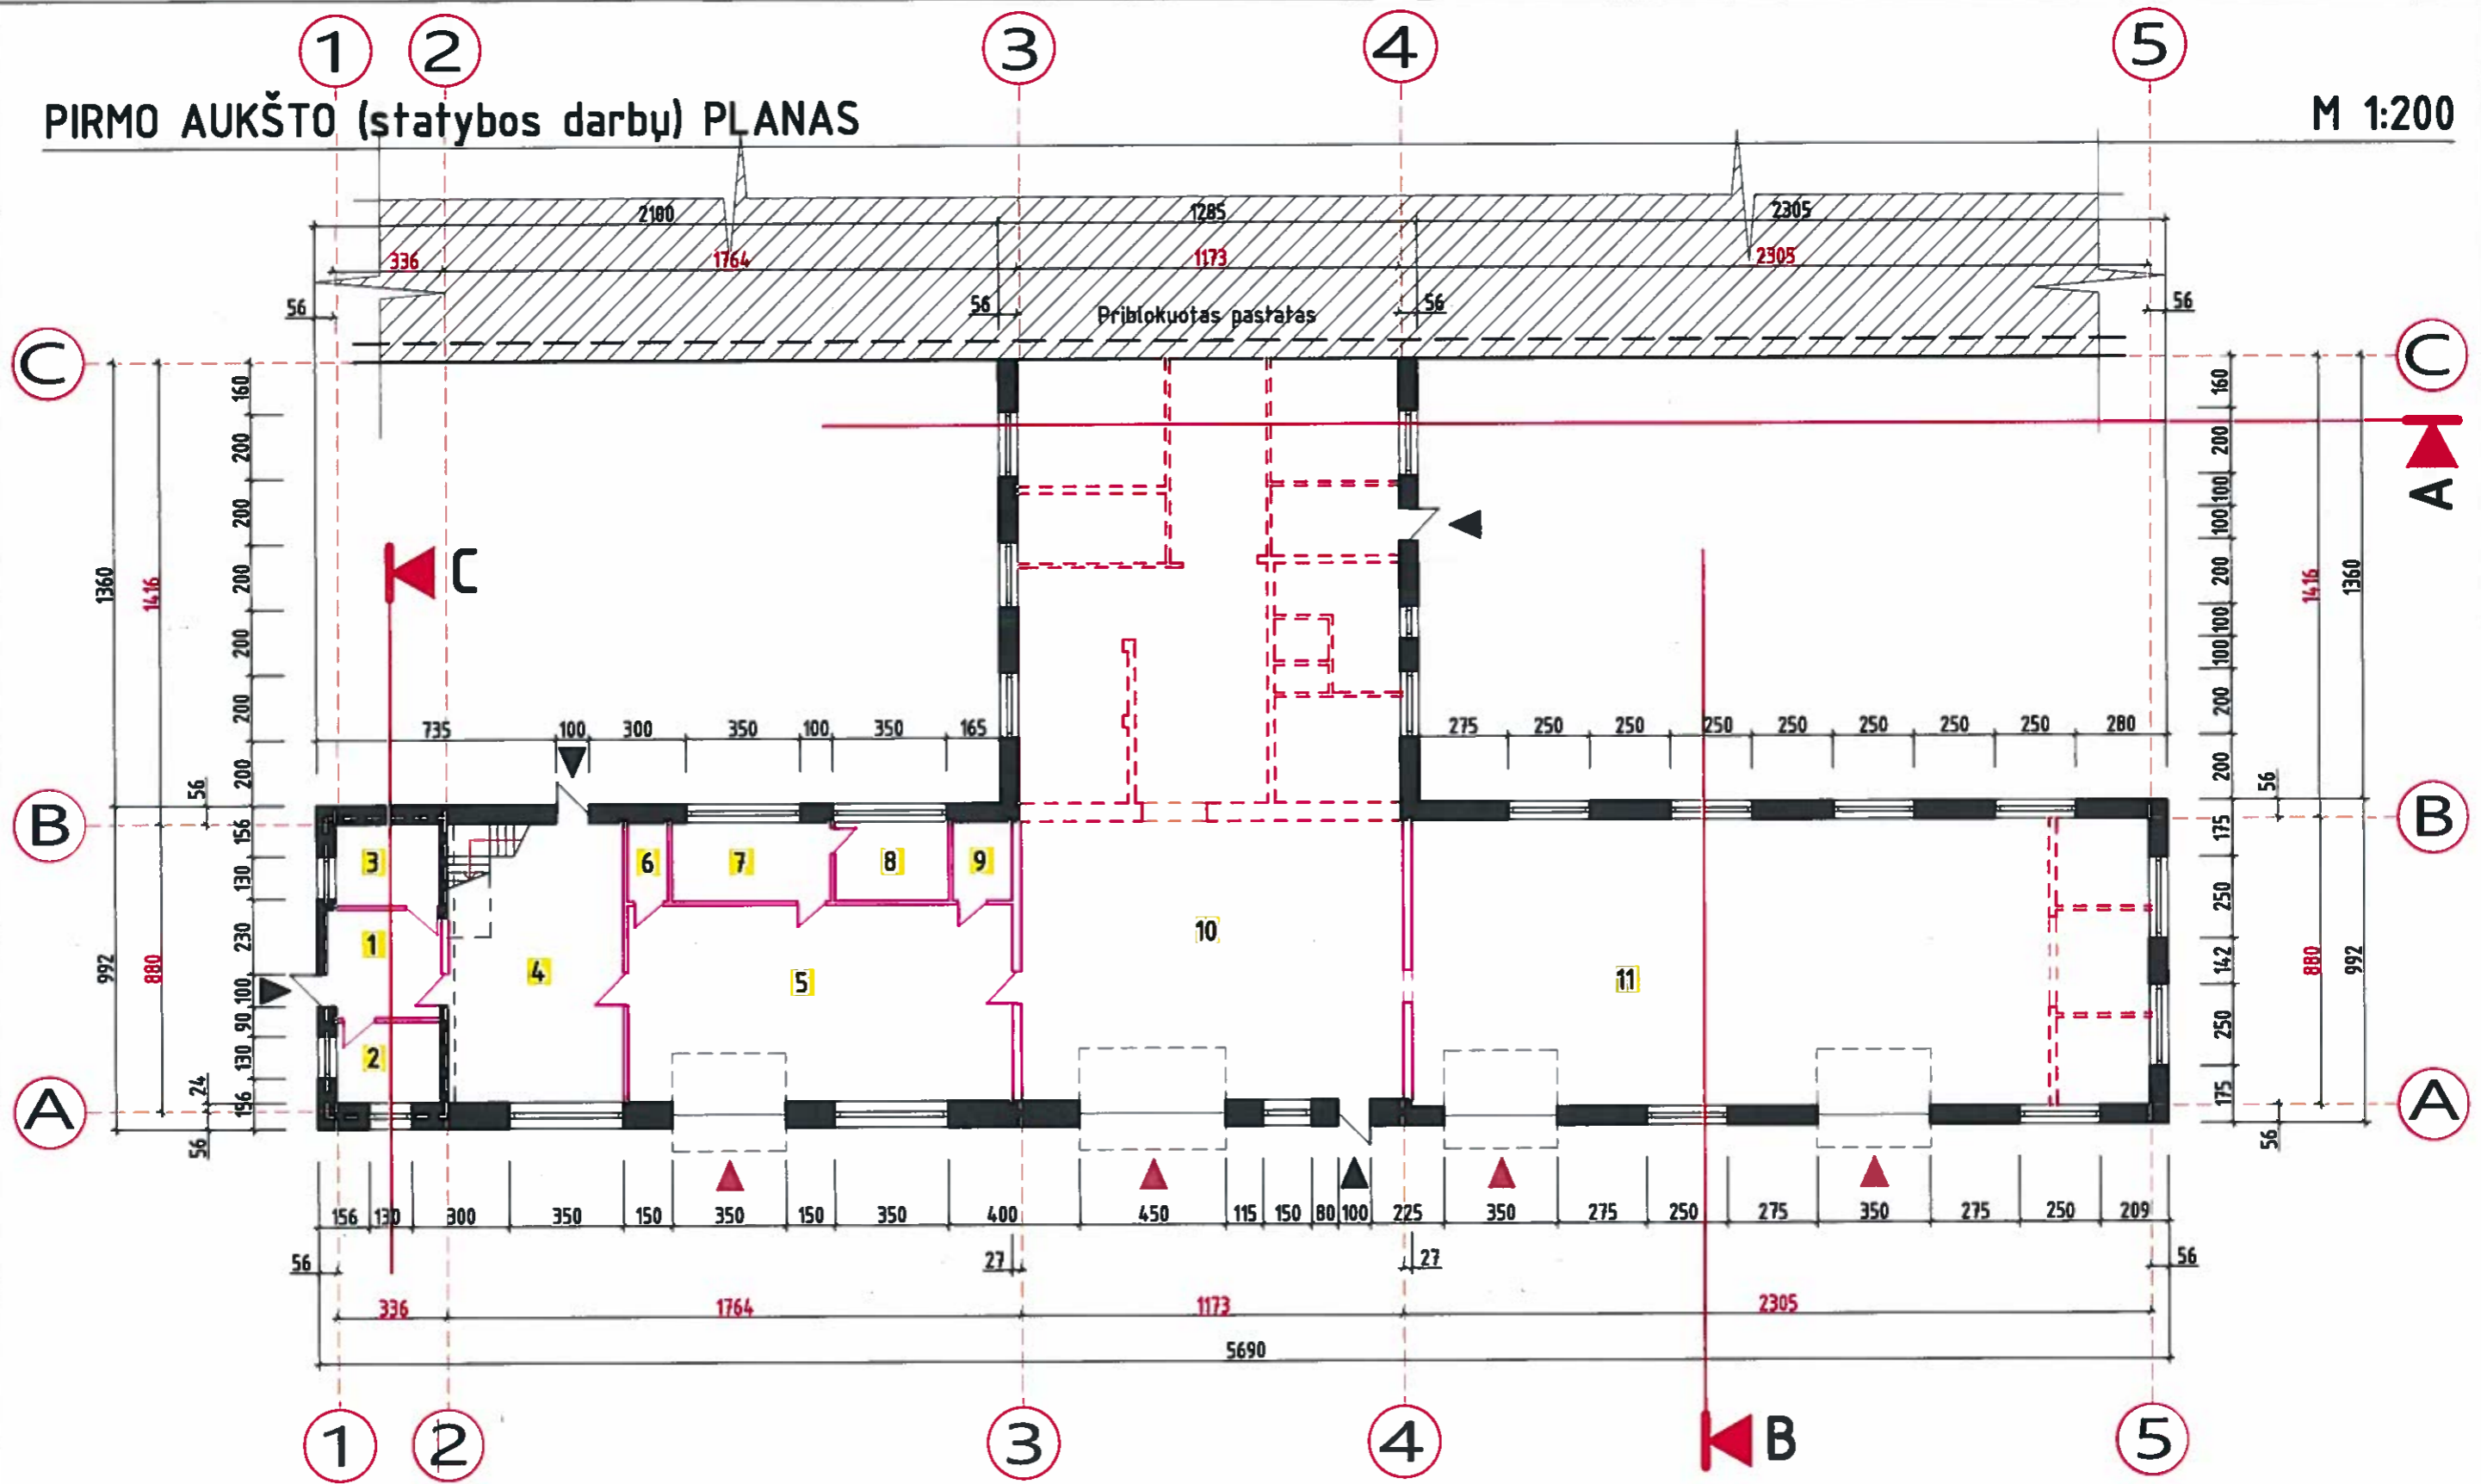 1 2 3 4 5
PIRMO AUKŠTO (statybos darbų) PLANAS M 1:200
2100 1285 2305
336 1764 1173 2305
56 56 Priblokuotas pastatas 56 56
C C
160 160
200 200
A
200 100
100
C
1360 1416 200 200 1416 1360
200 100
100
200 200
735 100 300 350 100 350 165 275 250 250 250 250 250 250 250 280
200 56 200 56
B B
156 175
3 6 7 8 9
130 250
1 10
230
992 880 4 5 11 142 880 992
100
90
2
130 250
24 156 175
A A
56 56
156 130 300 350 150 350 150 350 400 450 115 150 80 100 225 350 275 250 275 350 275 250 209
56 27 27 56
336 1764 1173 2305
5690
1 2 3 4 B 5